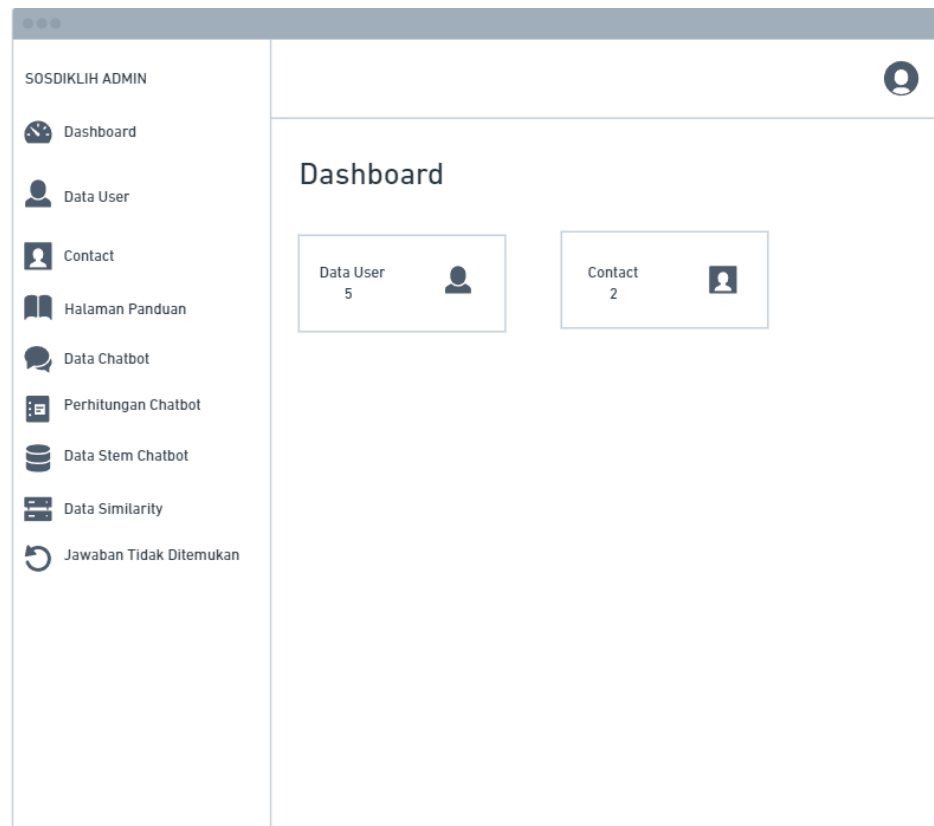 SOSDIKLIH ADMIN
Dashboard
Data User
Contact
Halaman Panduan
Data Chatbot
Perhitungan Chatbot
Data Stem Chatbot
Data Similarity
Jawaban Tidak Ditemukan
Dashboard
Data User
5
Contact
2